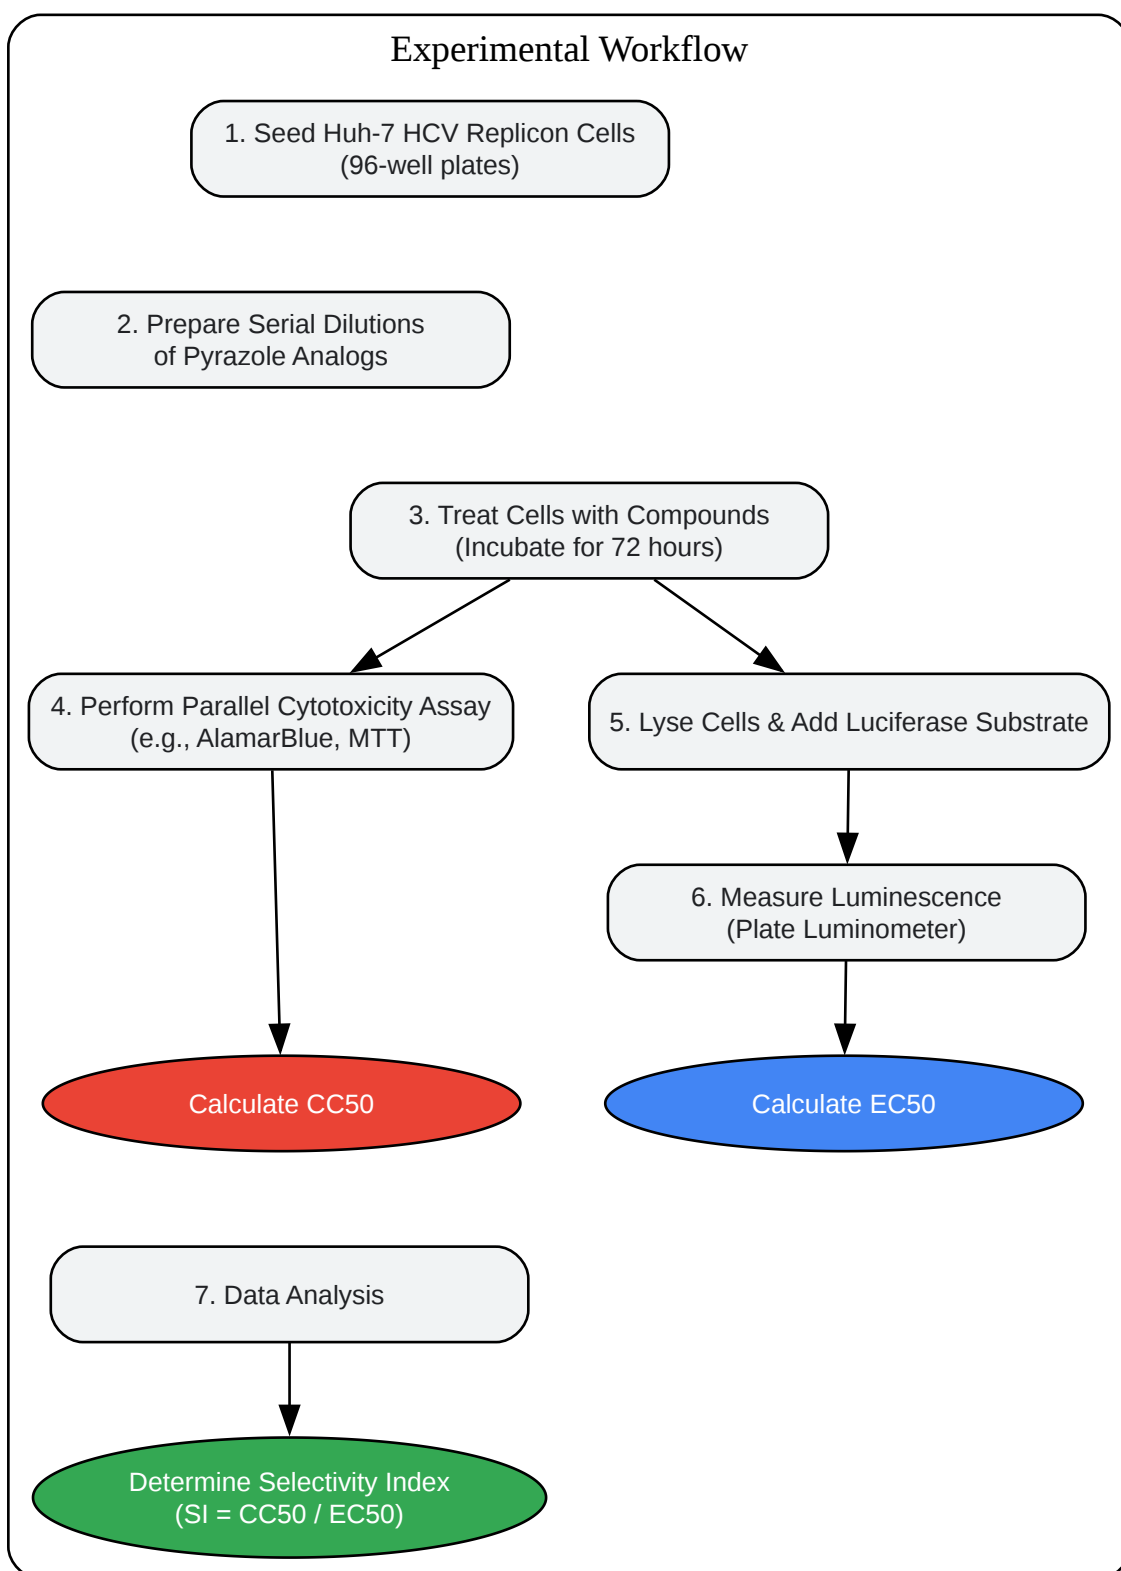 Experimental Workflow
1. Seed Huh-7 HCV Replicon Cells
(96-well plates)
2. Prepare Serial Dilutions
of Pyrazole Analogs
3. Treat Cells with Compounds
(Incubate for 72 hours)
4. Perform Parallel Cytotoxicity Assay
(e.g., AlamarBlue, MTT)
5. Lyse Cells & Add Luciferase Substrate
6. Measure Luminescence
(Plate Luminometer)
Calculate CC50
Calculate EC50
7. Data Analysis
Determine Selectivity Index
(SI = CC50 / EC50)